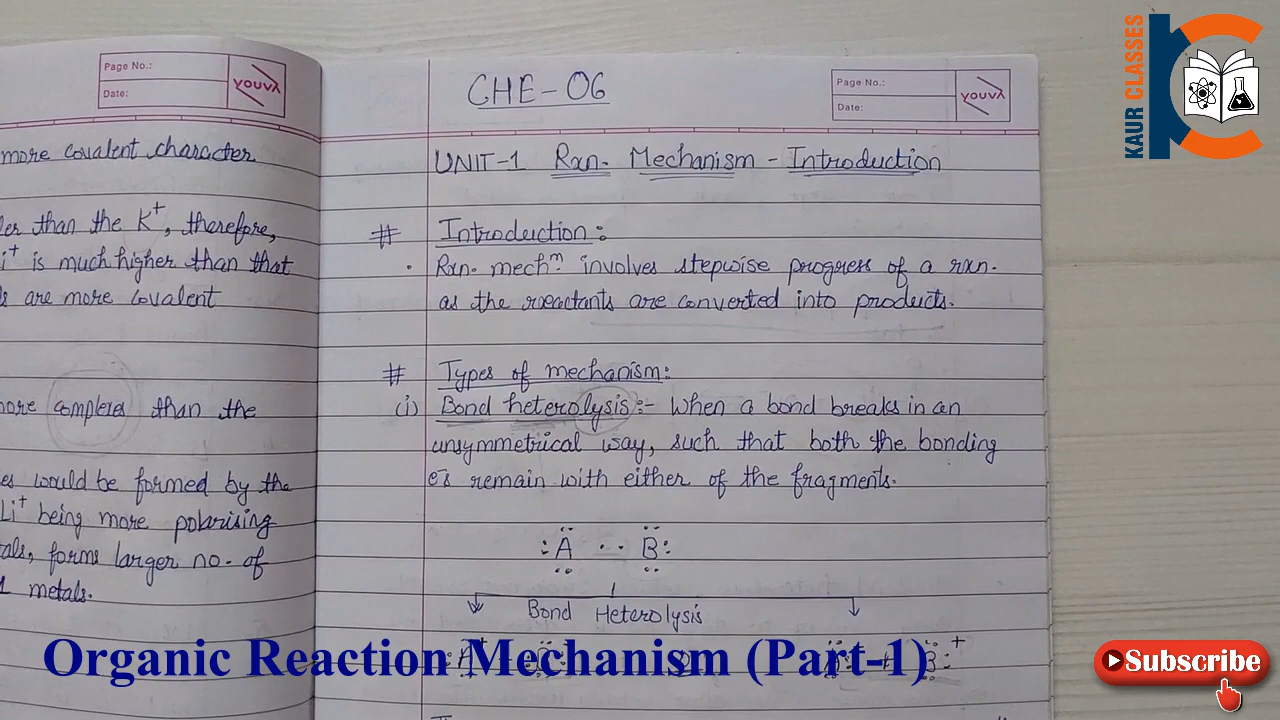 Page No.:
Date:
youva
more covalent character
ler than the K⁺, therefore,
i⁺ is much higher than that
s are more covalent
more complexes than the
es would be formed by the
Li⁺ being more polarising
tals, forms larger no. of
1 metals.
CHE-06
Page No.:
Date:
youva
UNIT-1 Rxn. Mechanism - Introduction
# Introduction:
. Rxn. mechᵐ. involves stepwise progress of a rxn.
as the reactants are converted into products.
# Types of mechanism:
(i) Bond heterolysis:- When a bond breaks in an
unsymmetrical way, such that both the bonding
es remain with either of the fragments.
:A ·· B:
Bond Heterolysis
KAUR CLASSES
Organic Reaction Mechanism (Part-1)
Subscribe